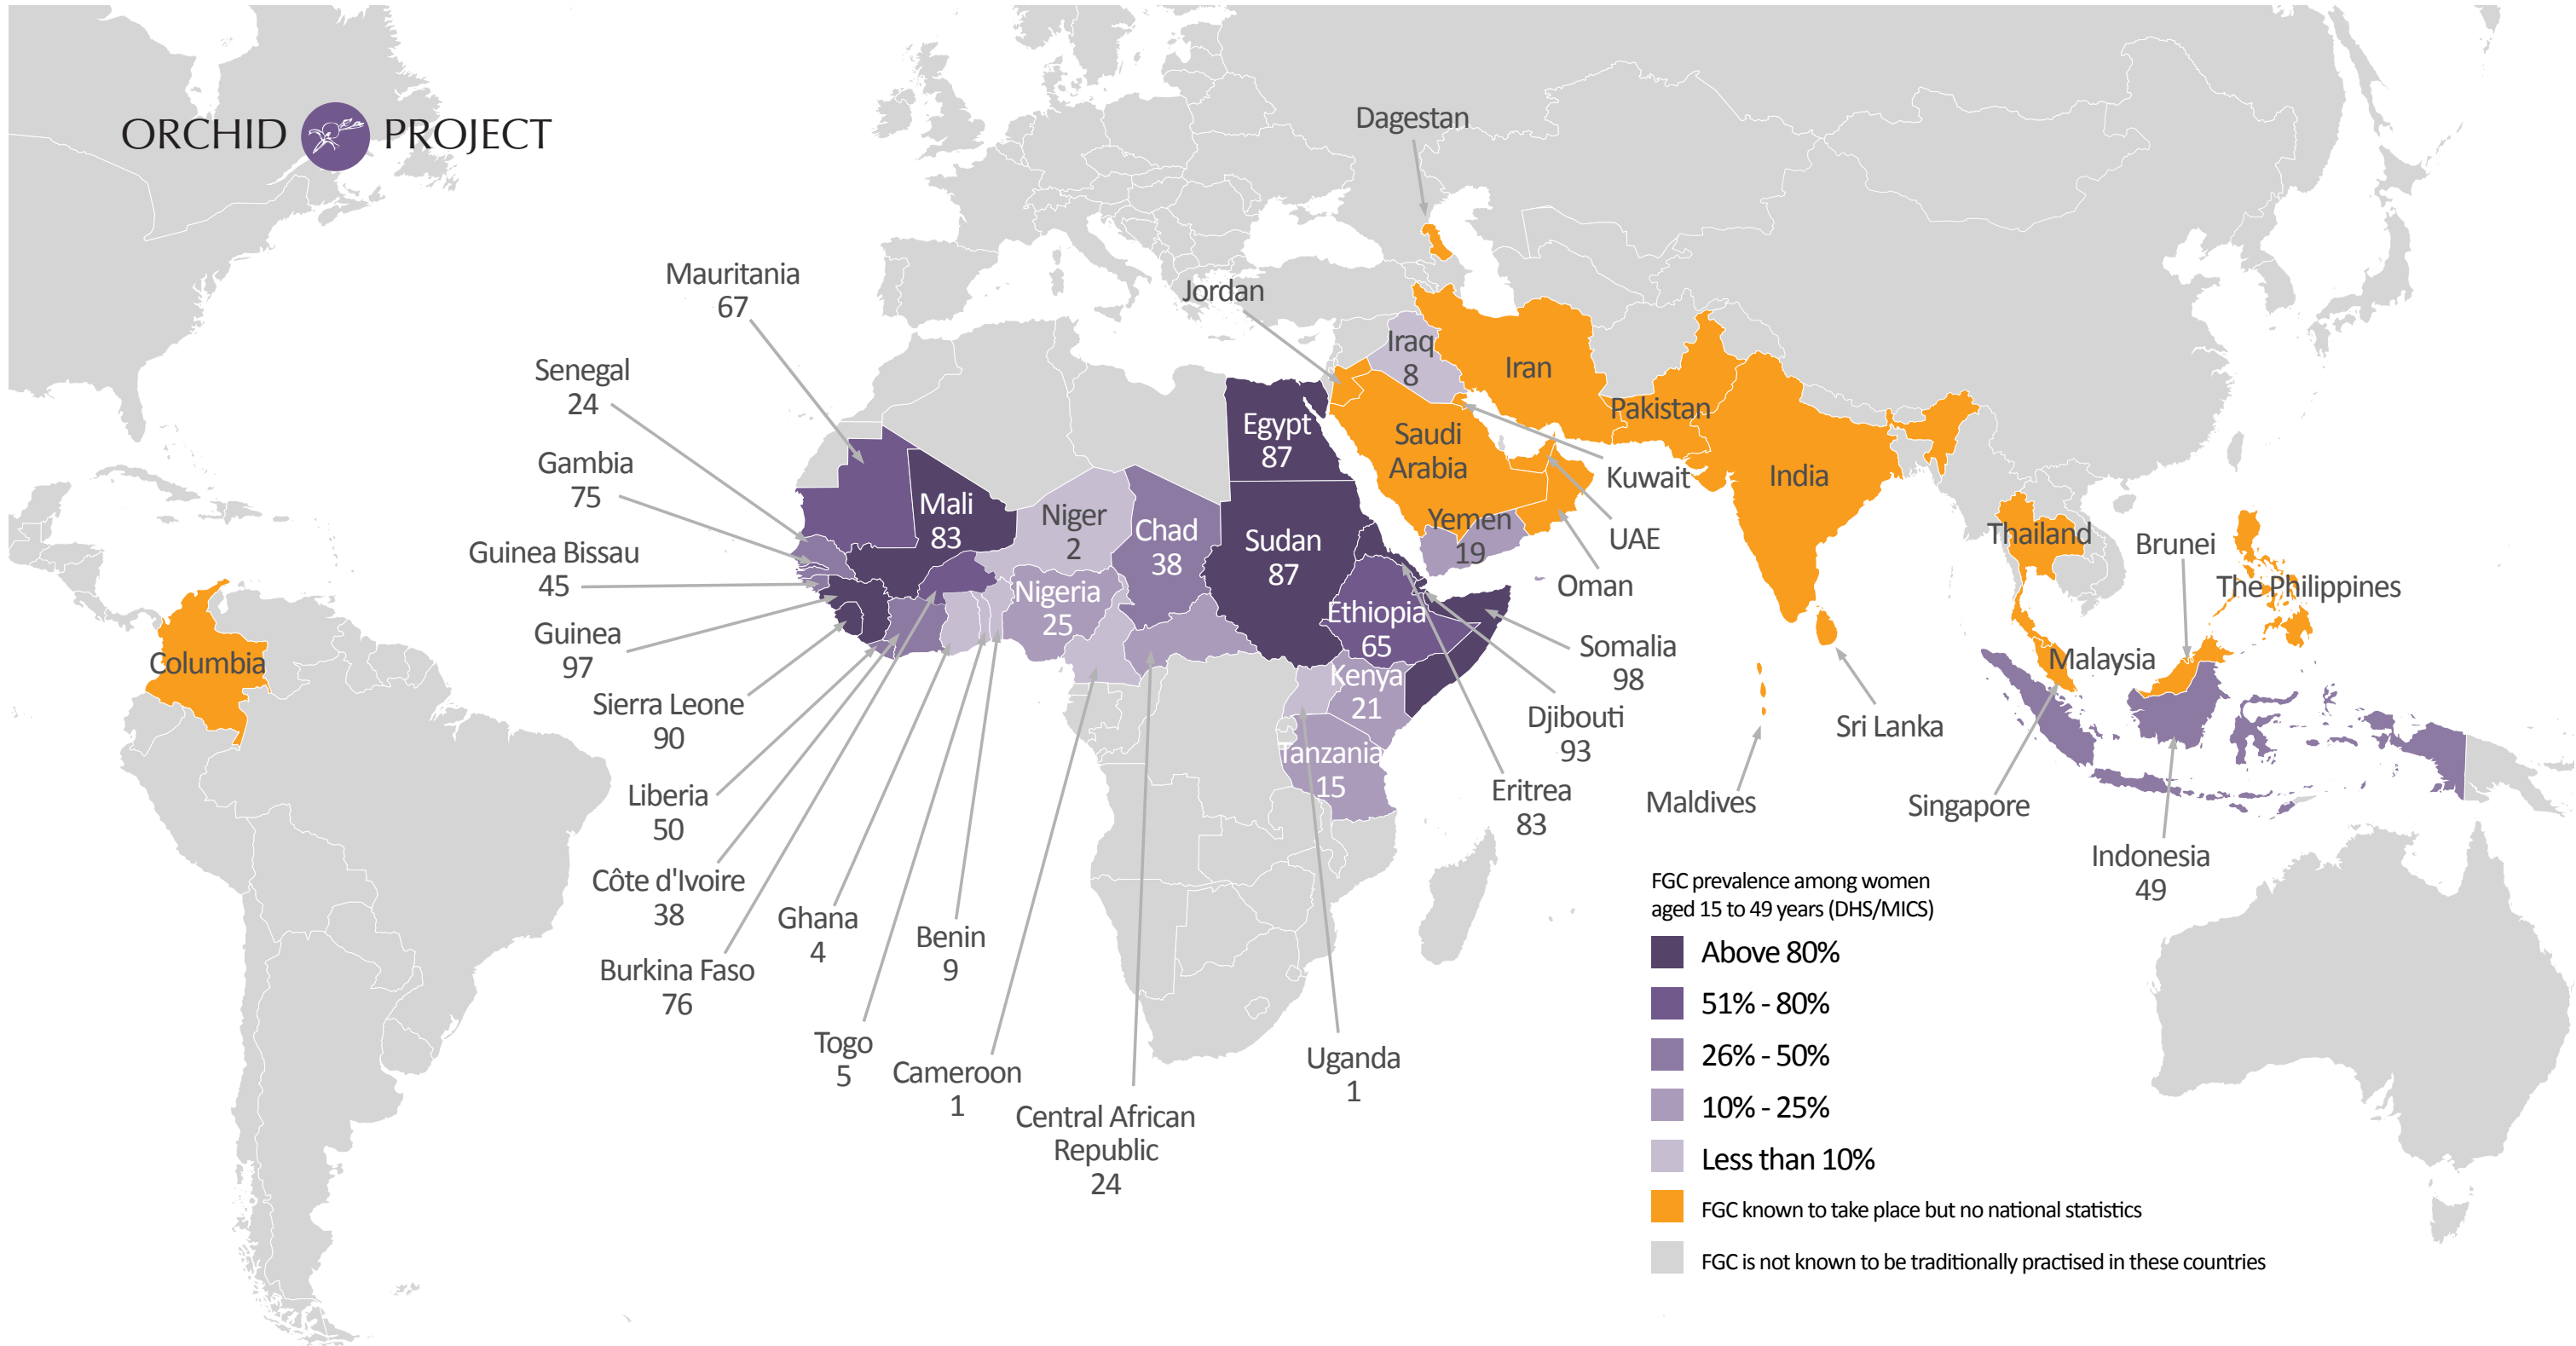 ORCHID PROJECT
Dagestan
Mauritania
67
Jordan
Iraq
8
Iran
Senegal
24
Pakistan
Egypt
87
Saudi
Arabia
Gambia
75
Kuwait
India
Mali
83
Niger
2
Chad
38
Sudan
87
Yemen
19
UAE
Thailand
Brunei
Guinea Bissau
45
Oman
The Philippines
Nigeria
25
Ethiopia
65
Guinea
97
Somalia
98
Columbia
Malaysia
Kenya
21
Sierra Leone
90
Djibouti
93
Sri Lanka
Tanzania
15
Liberia
50
Eritrea
83
Maldives
Singapore
Indonesia
49
Côte d'Ivoire
38
Ghana
4
Benin
9
Burkina Faso
76
Togo
5
Cameroon
1
Uganda
1
Central African
Republic
24
FGC prevalence among women
aged 15 to 49 years (DHS/MICS)
Above 80%
51% - 80%
26% - 50%
10% - 25%
Less than 10%
FGC known to take place but no national statistics
FGC is not known to be traditionally practised in these countries